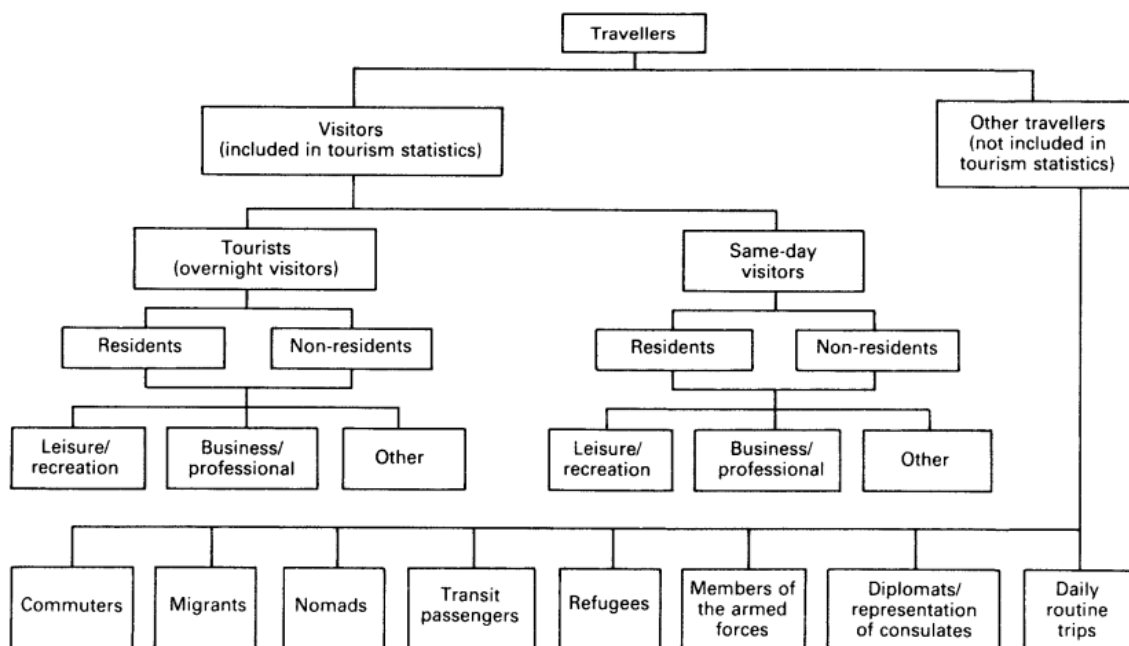 Travellers
Visitors
(included in tourism statistics)
Other travellers
(not included in
tourism statistics)
Tourists
(overnight visitors)
Same-day
visitors
Residents
Non-residents
Residents
Non-residents
Leisure/
recreation
Business/
professional
Other
Leisure/
recreation
Business/
professional
Other
Commuters
Migrants
Nomads
Transit
passengers
Refugees
Members of
the armed
forces
Diplomats/
representation
of consulates
Daily
routine
trips